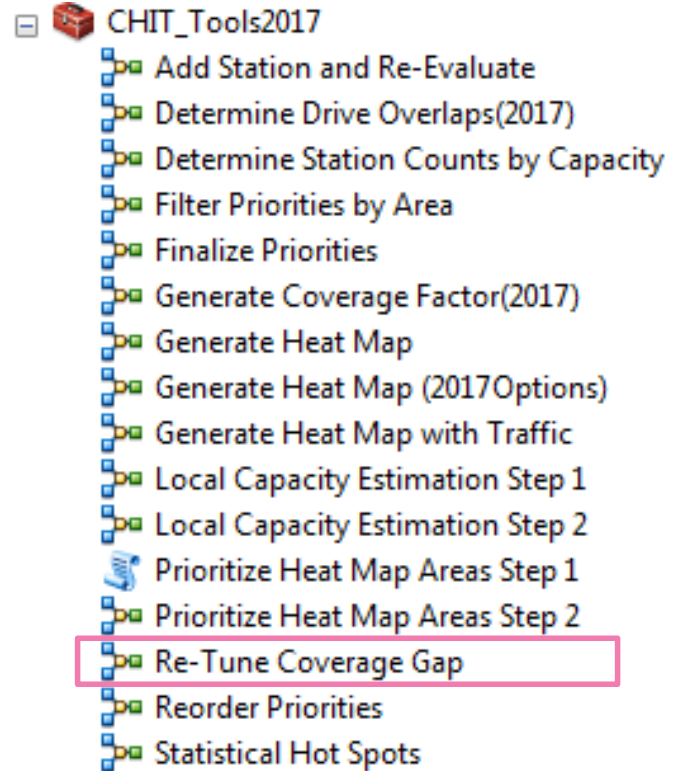 CHIT_Tools2017
Add Station and Re-Evaluate
Determine Drive Overlaps(2017)
Determine Station Counts by Capacity
Filter Priorities by Area
Finalize Priorities
Generate Coverage Factor(2017)
Generate Heat Map
Generate Heat Map (2017Options)
Generate Heat Map with Traffic
Local Capacity Estimation Step 1
Local Capacity Estimation Step 2
Prioritize Heat Map Areas Step 1
Prioritize Heat Map Areas Step 2
Re-Tune Coverage Gap
Reorder Priorities
Statistical Hot Spots